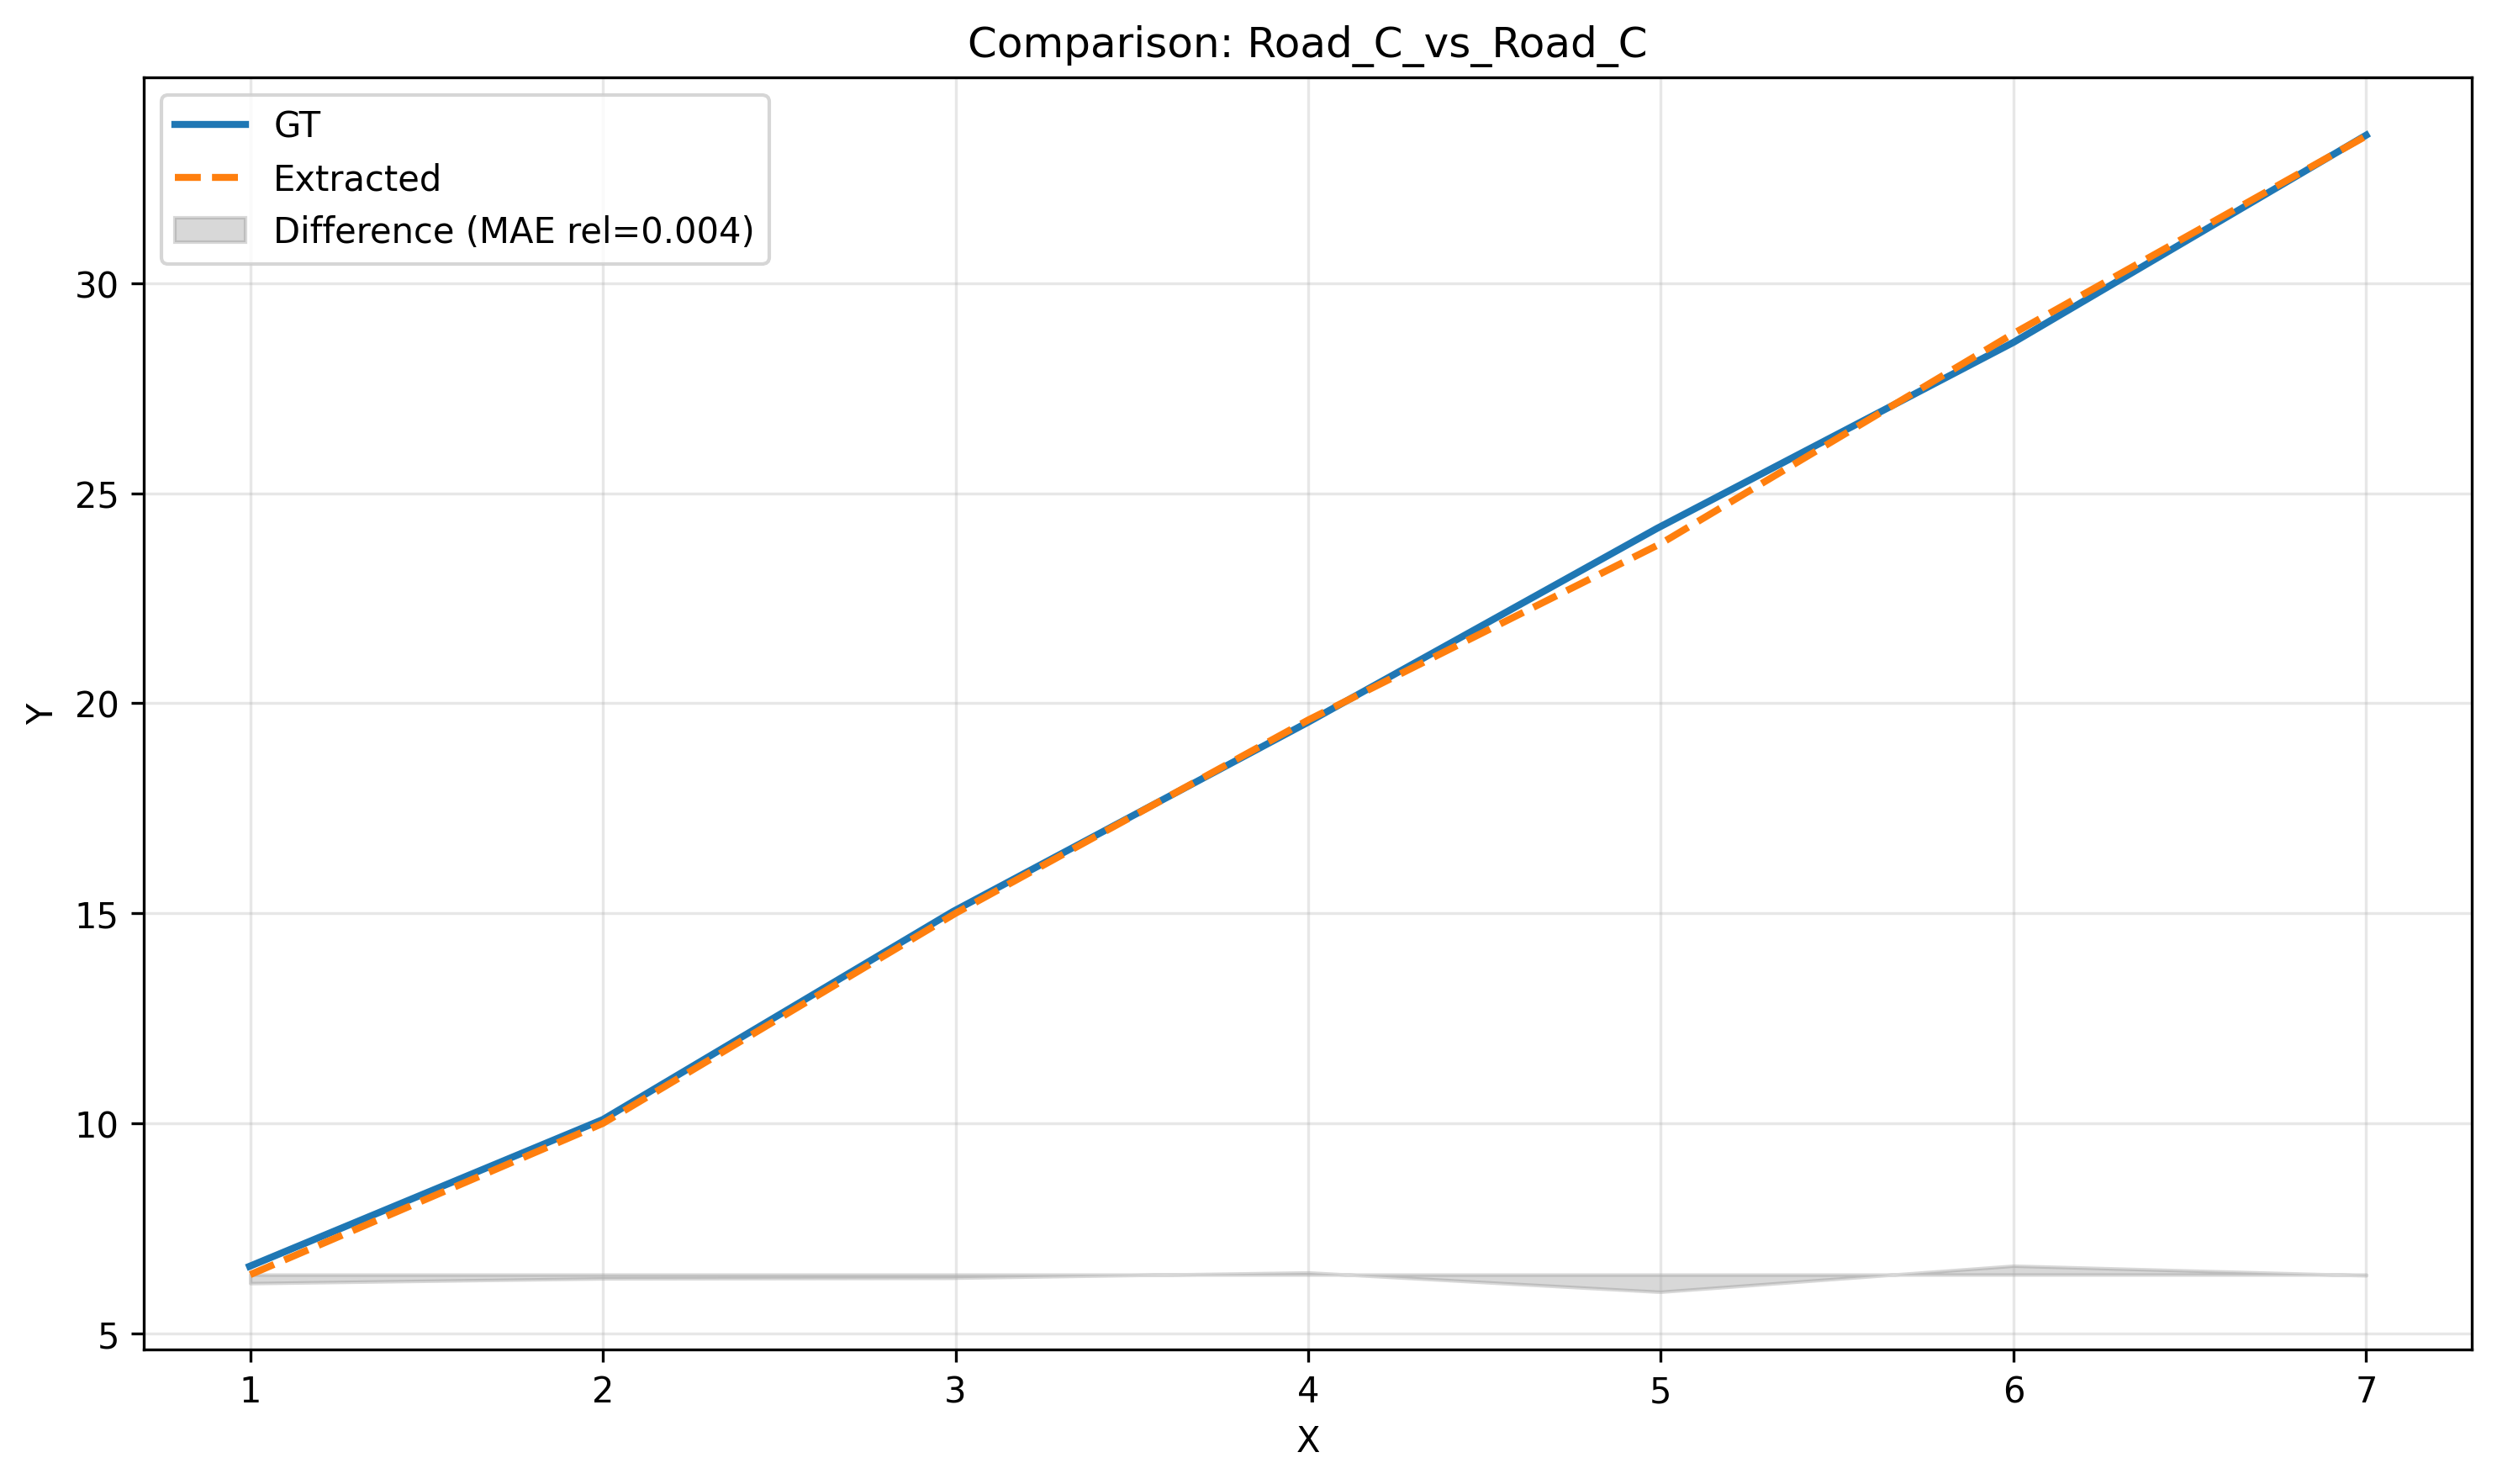 Comparison: Road_C_vs_Road_C
GT
Extracted
Difference (MAE rel=0.004)
30
25
20
15
10
5
Y
1 2 3 4 5 6 7
X